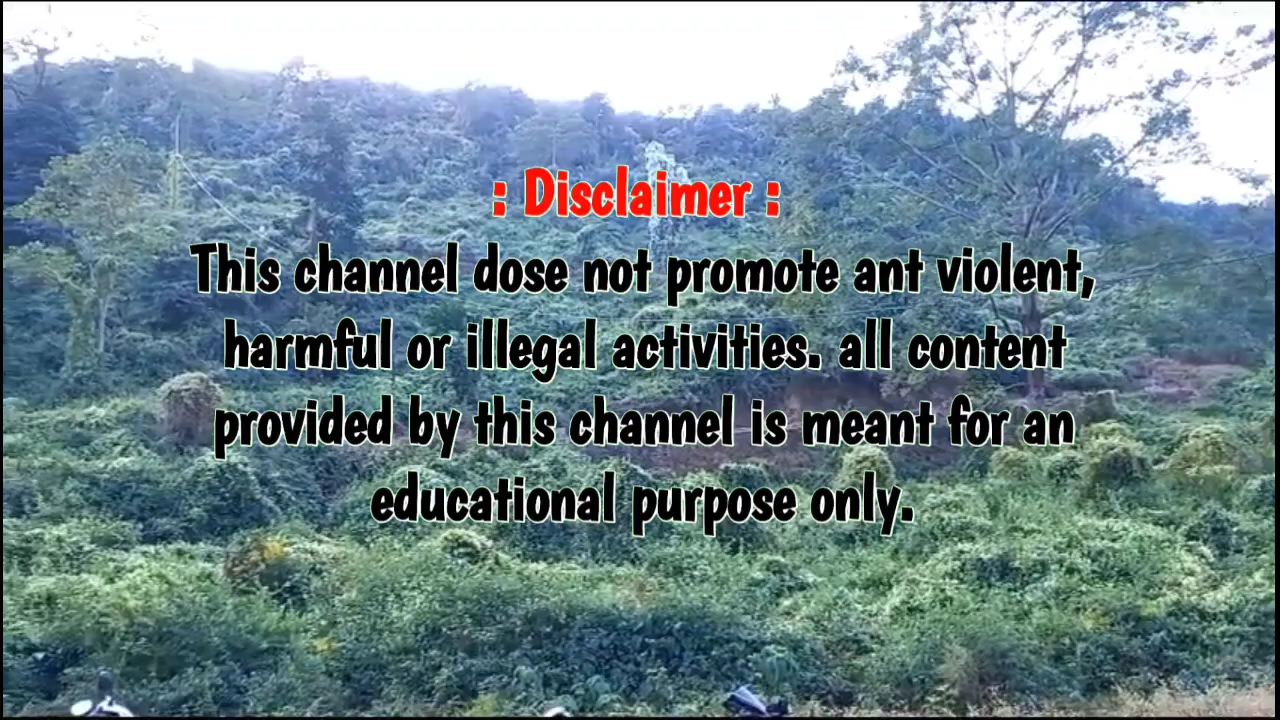 : Disclaimer :
This channel dose not promote ant violent,
harmful or illegal activities. all content
provided by this channel is meant for an
educational purpose only.